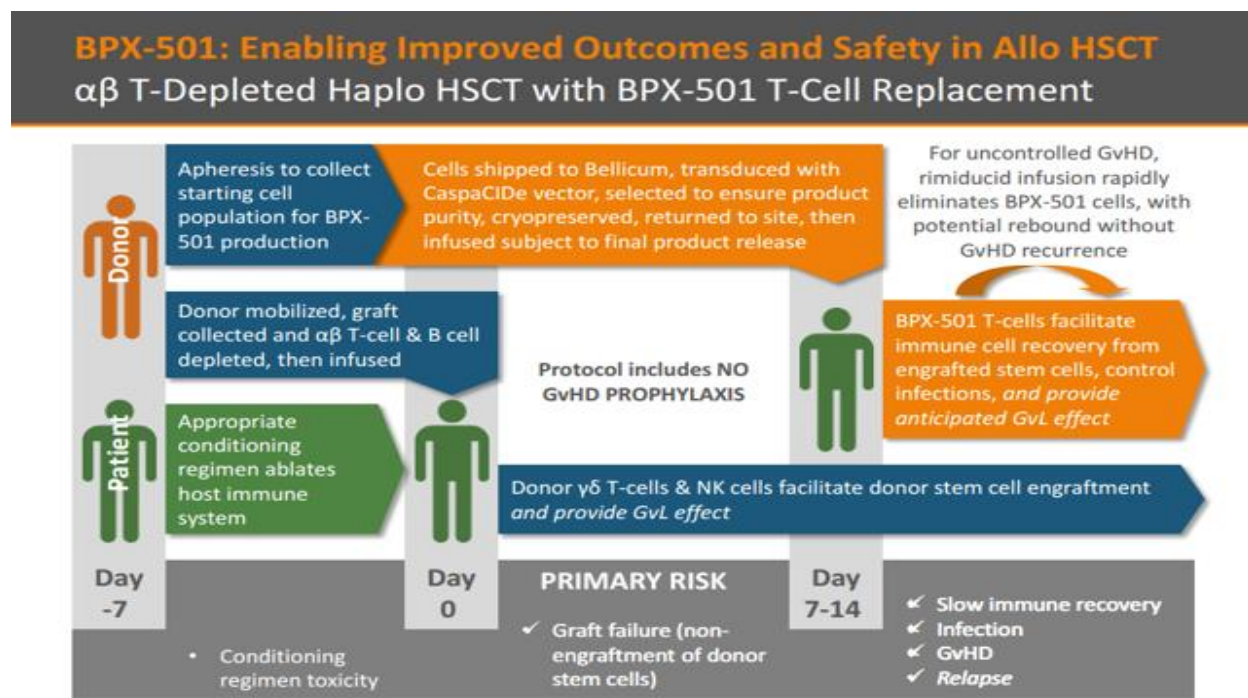 BPX-501: Enabling Improved Outcomes and Safety in Allo HSCT
αβ T-Depleted Haplo HSCT with BPX-501 T-Cell Replacement
Donor
Apheresis to collect
starting cell
population for BPX-
501 production
Cells shipped to Bellicum, transduced with
CaspaCIDe vector, selected to ensure product
purity, cryopreserved, returned to site, then
infused subject to final product release
For uncontrolled GvHD,
rimiducid infusion rapidly
eliminates BPX-501 cells, with
potential rebound without
GvHD recurrence
Donor mobilized, graft
collected and αβ T-cell & B cell
depleted, then infused
Protocol includes NO
GvHD PROPHYLAXIS
BPX-501 T-cells facilitate
immune cell recovery from
engrafted stem cells, control
infections, and provide
anticipated GvL effect
Patient
Appropriate
conditioning
regimen ablates
host immune
system
Donor γδ T-cells & NK cells facilitate donor stem cell engraftment
and provide GvL effect
Day
-7
• Conditioning
regimen toxicity
Day
0
PRIMARY RISK
✓ Graft failure (non-
engraftment of donor
stem cells)
Day
7-14
✓ Slow immune recovery
✓ Infection
✓ GvHD
✓ Relapse